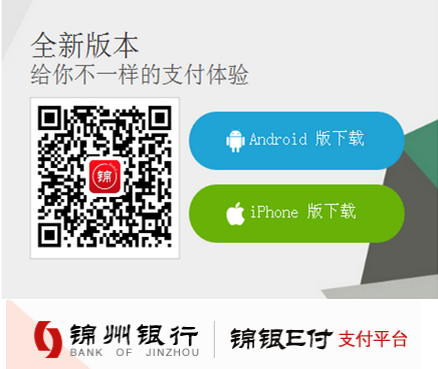 全新版本
给你不一样的支付体验
锦
Android 版下载
iPhone 版下载
锦州银行
BANK OF JINZHOU
锦银E付 支付平台